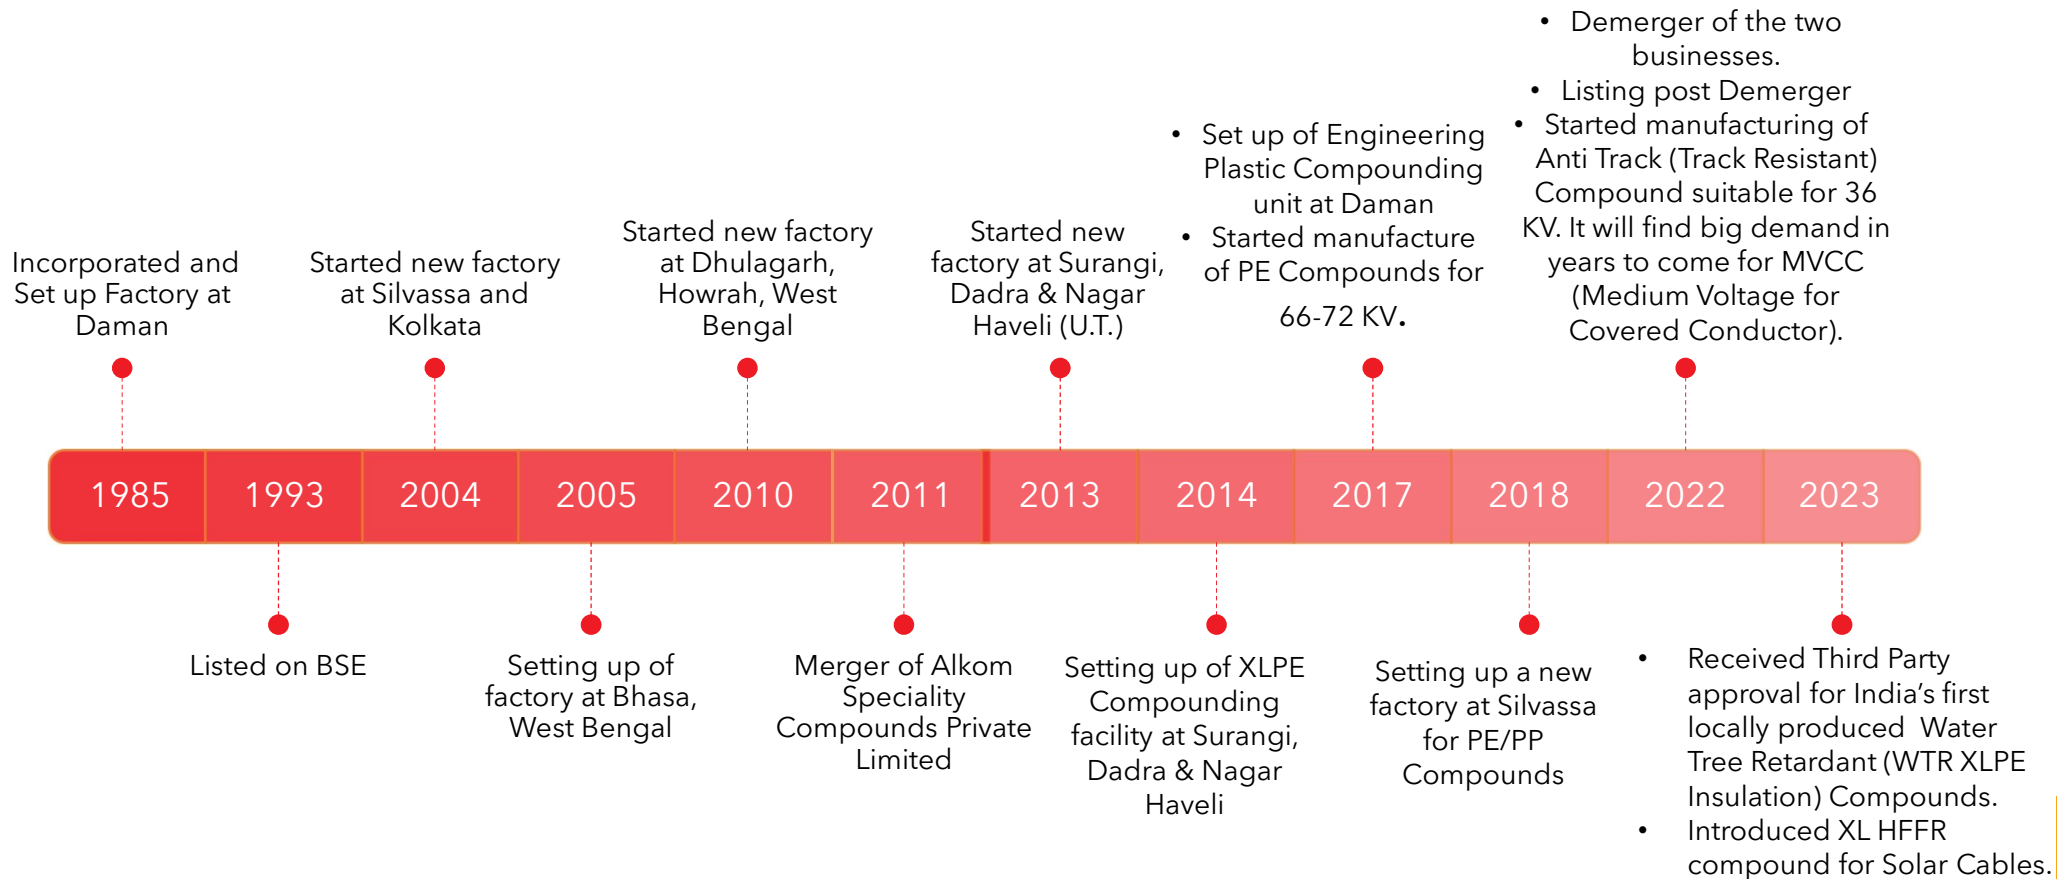 Incorporated and
Set up Factory at
Daman
Started new factory
at Silvassa and
Kolkata
Started new factory
at Dhulagarh,
Howrah, West
Bengal
Started new
factory at Surangi,
Dadra & Nagar
Haveli (U.T.)
• Set up of Engineering
Plastic Compounding
unit at Daman
• Started manufacture
of PE Compounds for
66-72 KV.
• Demerger of the two
businesses.
• Listing post Demerger
• Started manufacturing of
Anti Track (Track Resistant)
Compound suitable for 36
KV. It will find big demand in
years to come for MVCC
(Medium Voltage for
Covered Conductor).
1985 1993 2004 2005 2010 2011 2013 2014 2017 2018 2022 2023
Listed on BSE
Setting up of
factory at Bhasa,
West Bengal
Merger of Alkom
Speciality
Compounds Private
Limited
Setting up of XLPE
Compounding
facility at Surangi,
Dadra & Nagar
Haveli
Setting up a new
factory at Silvassa
for PE/PP
Compounds
• Received Third Party
approval for India’s first
locally produced Water
Tree Retardant (WTR XLPE
Insulation) Compounds.
• Introduced XL HFFR
compound for Solar Cables.